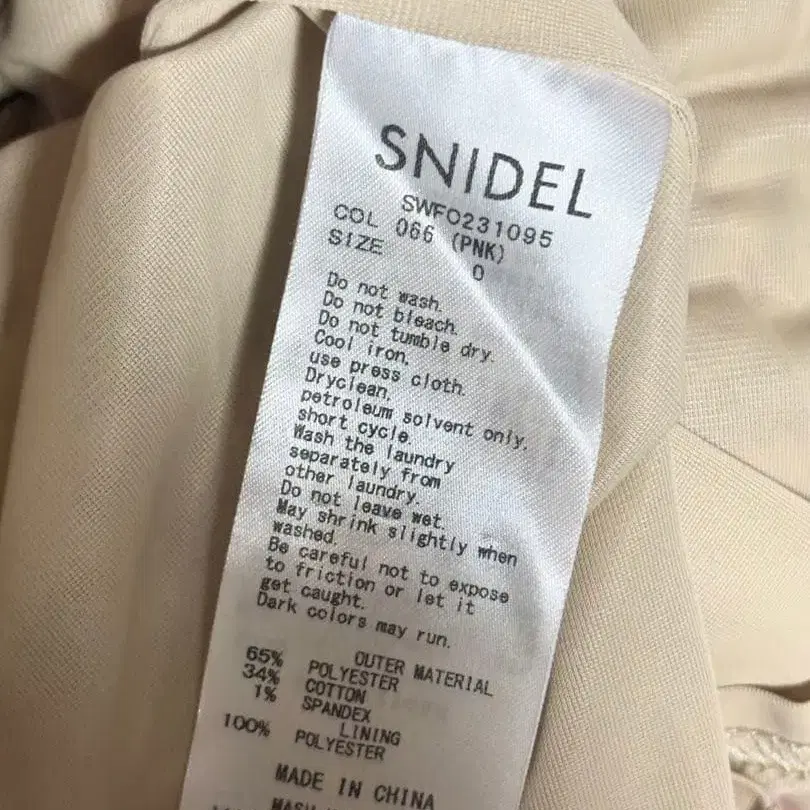 SNIDEL
SWFO231095
COL 066 (PNK)
SIZE 0
Do not wash.
Do not bleach.
Do not tumble dry.
Cool iron.
use press cloth.
Dryclean,
petroleum solvent only,
short cycle.
Wash the laundry
separately from
other laundry.
Do not leave wet.
May shrink slightly when
washed.
Be careful not to expose
to friction or let it
get caught.
Dark colors may run.
OUTER MATERIAL
65% POLYESTER
34% COTTON
1% SPANDEX
LINING
100% POLYESTER
MADE IN CHINA